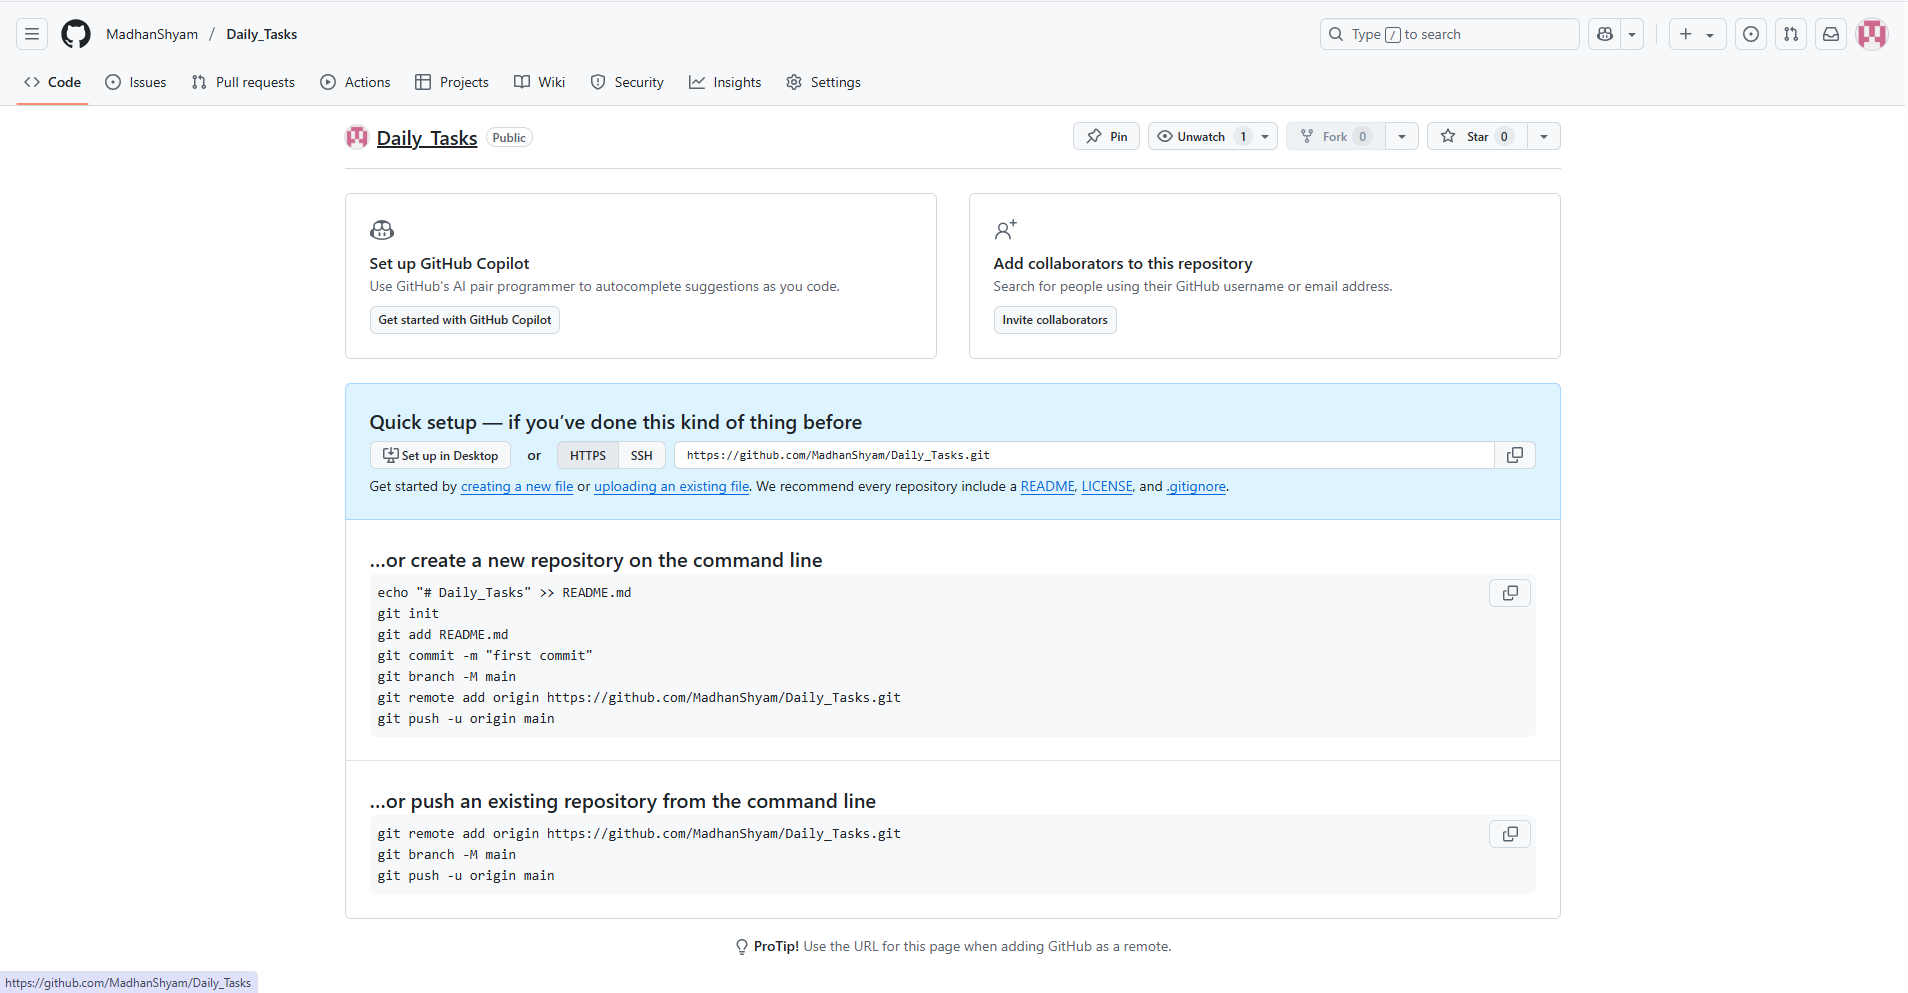 MadhanShyam / Daily_Tasks
Type / to search
Code Issues Pull requests Actions Projects Wiki Security Insights Settings
Daily_Tasks Public
Pin Unwatch 1 Fork 0 Star 0
Set up GitHub Copilot
Use GitHub's AI pair programmer to autocomplete suggestions as you code.
Get started with GitHub Copilot
Add collaborators to this repository
Search for people using their GitHub username or email address.
Invite collaborators
Quick setup — if you’ve done this kind of thing before
Set up in Desktop or HTTPS SSH https://github.com/MadhanShyam/Daily_Tasks.git
Get started by creating a new file or uploading an existing file. We recommend every repository include a README, LICENSE, and .gitignore.
…or create a new repository on the command line
echo "# Daily_Tasks" >> README.md
git init
git add README.md
git commit -m "first commit"
git branch -M main
git remote add origin https://github.com/MadhanShyam/Daily_Tasks.git
git push -u origin main
…or push an existing repository from the command line
git remote add origin https://github.com/MadhanShyam/Daily_Tasks.git
git branch -M main
git push -u origin main
ProTip! Use the URL for this page when adding GitHub as a remote.
https://github.com/MadhanShyam/Daily_Tasks